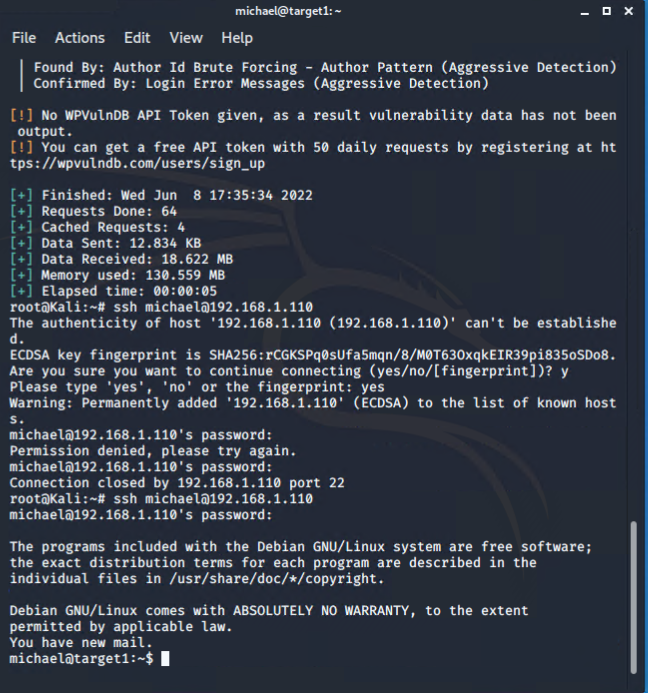 michael@target1:~
File Actions Edit View Help
| Found By: Author Id Brute Forcing - Author Pattern (Aggressive Detection)
| Confirmed By: Login Error Messages (Aggressive Detection)
[!] No WPVulnDB API Token given, as a result vulnerability data has not been
output.
[!] You can get a free API token with 50 daily requests by registering at ht
tps://wpvulndb.com/users/sign_up
[+] Finished: Wed Jun  8 17:35:34 2022
[+] Requests Done: 64
[+] Cached Requests: 4
[+] Data Sent: 12.834 KB
[+] Data Received: 18.622 MB
[+] Memory used: 130.559 MB
[+] Elapsed time: 00:00:05
root@Kali:~# ssh michael@192.168.1.110
The authenticity of host '192.168.1.110 (192.168.1.110)' can't be establishe
d.
ECDSA key fingerprint is SHA256:rCGKSPq0sUfa5mqn/8/M0T63OxqkEIR39pi835oSDo8.
Are you sure you want to continue connecting (yes/no/[fingerprint])? y
Please type 'yes', 'no' or the fingerprint: yes
Warning: Permanently added '192.168.1.110' (ECDSA) to the list of known host
s.
michael@192.168.1.110's password:
Permission denied, please try again.
michael@192.168.1.110's password:
Connection closed by 192.168.1.110 port 22
root@Kali:~# ssh michael@192.168.1.110
michael@192.168.1.110's password:
The programs included with the Debian GNU/Linux system are free software;
the exact distribution terms for each program are described in the
individual files in /usr/share/doc/*/copyright.
Debian GNU/Linux comes with ABSOLUTELY NO WARRANTY, to the extent
permitted by applicable law.
You have new mail.
michael@target1:~$